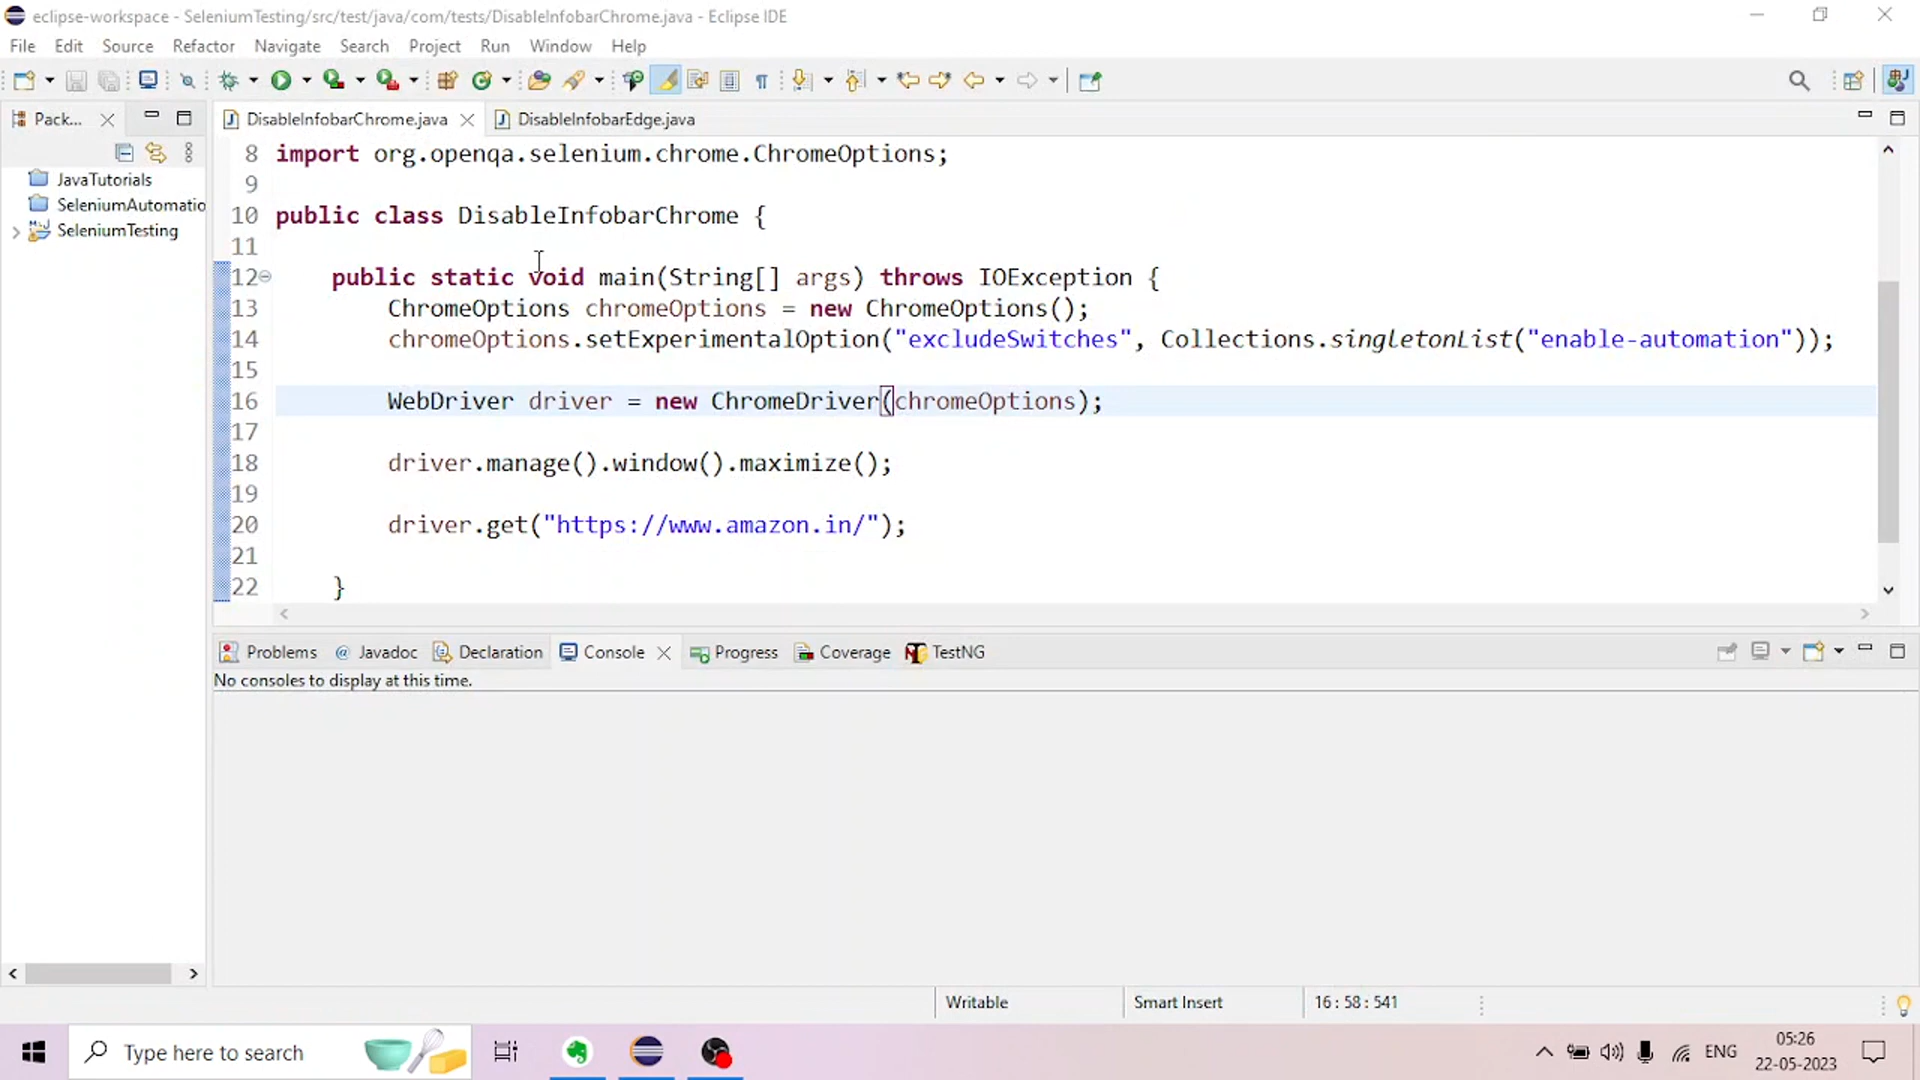 eclipse-workspace - SeleniumTesting/src/test/java/com/tests/DisableInfobarChrome.java - Eclipse IDE
File Edit Source Refactor Navigate Search Project Run Window Help
Pack... DisableInfobarChrome.java DisableInfobarEdge.java
JavaTutorials
SeleniumAutomatio
SeleniumTesting
8 import org.openqa.selenium.chrome.ChromeOptions;
9
10 public class DisableInfobarChrome {
11
12 public static void main(String[] args) throws IOException {
13 ChromeOptions chromeOptions = new ChromeOptions();
14 chromeOptions.setExperimentalOption("excludeSwitches", Collections.singletonList("enable-automation"));
15
16 WebDriver driver = new ChromeDriver(chromeOptions);
17
18 driver.manage().window().maximize();
19
20 driver.get("https://www.amazon.in/");
21
22 }
Problems @ Javadoc Declaration Console Progress Coverage TestNG
No consoles to display at this time.
Writable Smart Insert 16 : 58 : 541
Type here to search
ENG
05:26
22-05-2023